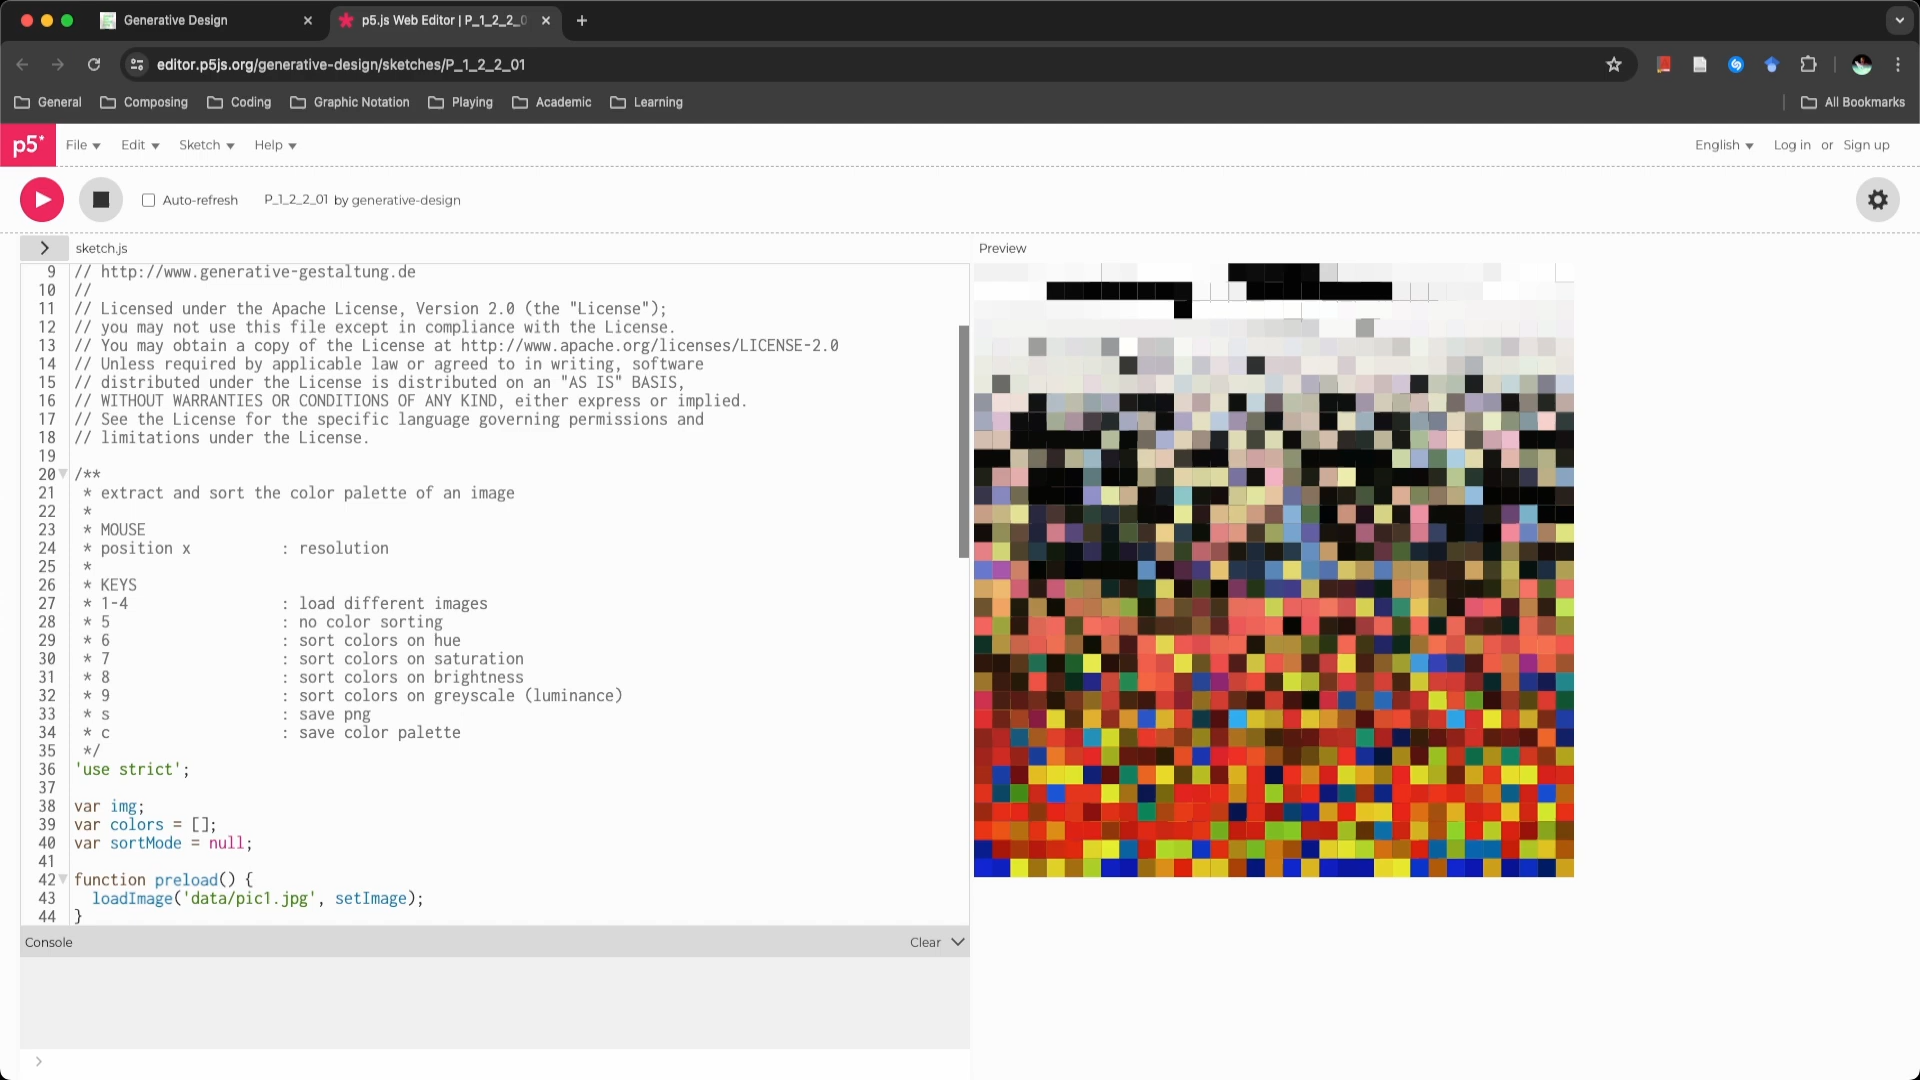 Generative Design
p5.js Web Editor | P_1_2_2_0
editor.p5js.org/generative-design/sketches/P_1_2_2_01
General Composing Coding Graphic Notation Playing Academic Learning All Bookmarks
p5* File Edit Sketch Help English Log in or Sign up
Auto-refresh P_1_2_2_01 by generative-design
> sketch.js
Preview
9 // http://www.generative-gestaltung.de
10 //
11 // Licensed under the Apache License, Version 2.0 (the "License");
12 // you may not use this file except in compliance with the License.
13 // You may obtain a copy of the License at http://www.apache.org/licenses/LICENSE-2.0
14 // Unless required by applicable law or agreed to in writing, software
15 // distributed under the License is distributed on an "AS IS" BASIS,
16 // WITHOUT WARRANTIES OR CONDITIONS OF ANY KIND, either express or implied.
17 // See the License for the specific language governing permissions and
18 // limitations under the License.
19
20 /**
21 * extract and sort the color palette of an image
22 *
23 * MOUSE
24 * position x : resolution
25 *
26 * KEYS
27 * 1-4 : load different images
28 * 5 : no color sorting
29 * 6 : sort colors on hue
30 * 7 : sort colors on saturation
31 * 8 : sort colors on brightness
32 * 9 : sort colors on greyscale (luminance)
33 * s : save png
34 * c : save color palette
35 */
36 'use strict';
37
38 var img;
39 var colors = [];
40 var sortMode = null;
41
42 function preload() {
43 loadImage('data/pic1.jpg', setImage);
44 }
Console Clear
>